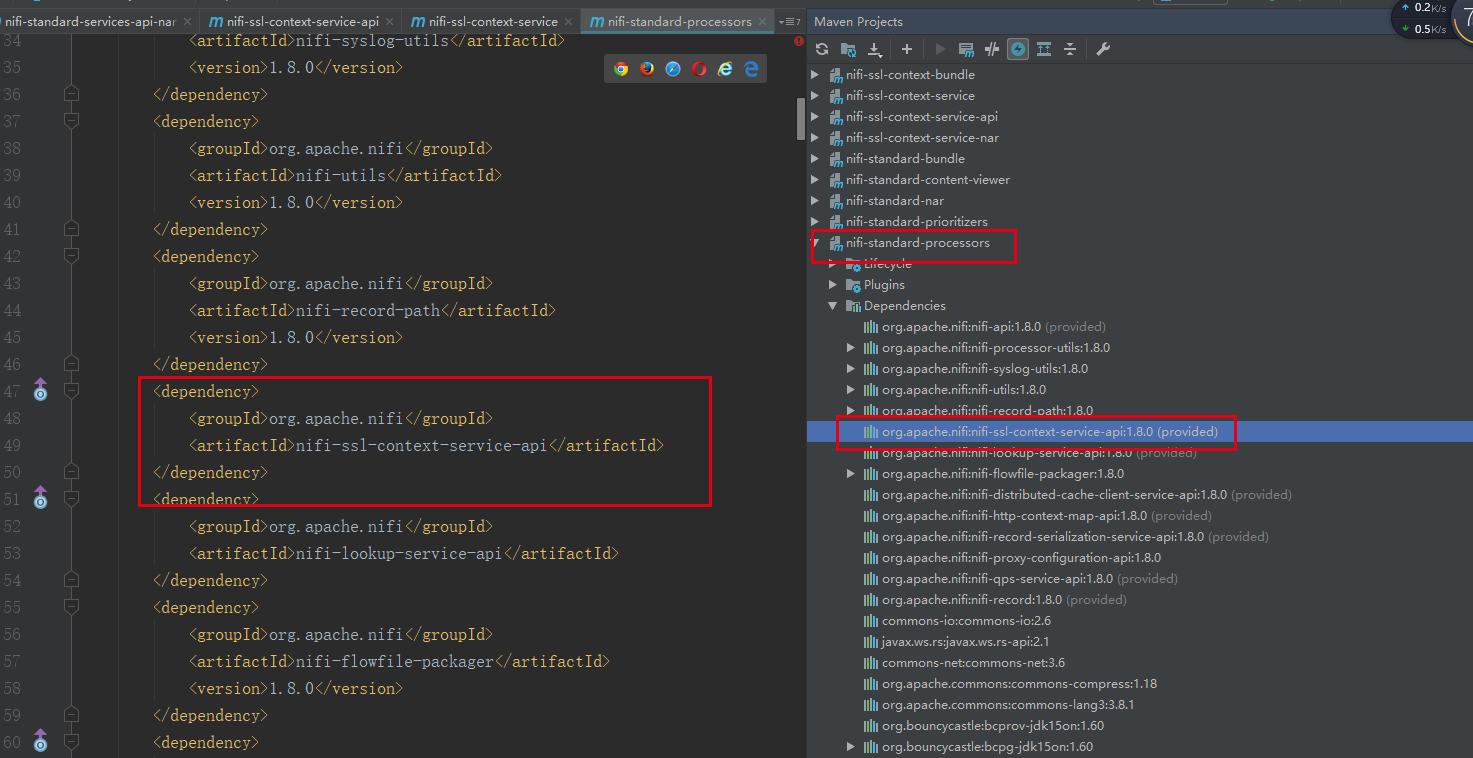 nifi-standard-services-api-nar
nifi-ssl-context-service-api
nifi-ssl-context-service
nifi-standard-processors
7
Maven Projects
0.2K/s
0.5K/s
34 <artifactId>nifi-syslog-utils</artifactId>
35 <version>1.8.0</version>
36 </dependency>
37 <dependency>
38 <groupId>org.apache.nifi</groupId>
39 <artifactId>nifi-utils</artifactId>
40 <version>1.8.0</version>
41 </dependency>
42 <dependency>
43 <groupId>org.apache.nifi</groupId>
44 <artifactId>nifi-record-path</artifactId>
45 <version>1.8.0</version>
46 </dependency>
47 <dependency>
48 <groupId>org.apache.nifi</groupId>
49 <artifactId>nifi-ssl-context-service-api</artifactId>
50 </dependency>
51 <dependency>
52 <groupId>org.apache.nifi</groupId>
53 <artifactId>nifi-lookup-service-api</artifactId>
54 </dependency>
55 <dependency>
56 <groupId>org.apache.nifi</groupId>
57 <artifactId>nifi-flowfile-packager</artifactId>
58 <version>1.8.0</version>
59 </dependency>
60 <dependency>
nifi-ssl-context-bundle
nifi-ssl-context-service
nifi-ssl-context-service-api
nifi-ssl-context-service-nar
nifi-standard-bundle
nifi-standard-content-viewer
nifi-standard-nar
nifi-standard-prioritizers
nifi-standard-processors
Lifecycle
Plugins
Dependencies
org.apache.nifi:nifi-api:1.8.0 (provided)
org.apache.nifi:nifi-processor-utils:1.8.0
org.apache.nifi:nifi-syslog-utils:1.8.0
org.apache.nifi:nifi-utils:1.8.0
org.apache.nifi:nifi-record-path:1.8.0
org.apache.nifi:nifi-ssl-context-service-api:1.8.0 (provided)
org.apache.nifi:nifi-lookup-service-api:1.8.0 (provided)
org.apache.nifi:nifi-flowfile-packager:1.8.0
org.apache.nifi:nifi-distributed-cache-client-service-api:1.8.0 (provided)
org.apache.nifi:nifi-http-context-map-api:1.8.0 (provided)
org.apache.nifi:nifi-record-serialization-service-api:1.8.0 (provided)
org.apache.nifi:nifi-proxy-configuration-api:1.8.0
org.apache.nifi:nifi-qps-service-api:1.8.0 (provided)
org.apache.nifi:nifi-record:1.8.0 (provided)
commons-io:commons-io:2.6
javax.ws.rs:javax.ws.rs-api:2.1
commons-net:commons-net:3.6
org.apache.commons:commons-compress:1.18
org.apache.commons:commons-lang3:3.8.1
org.bouncycastle:bcprov-jdk15on:1.60
org.bouncycastle:bcpg-jdk15on:1.60